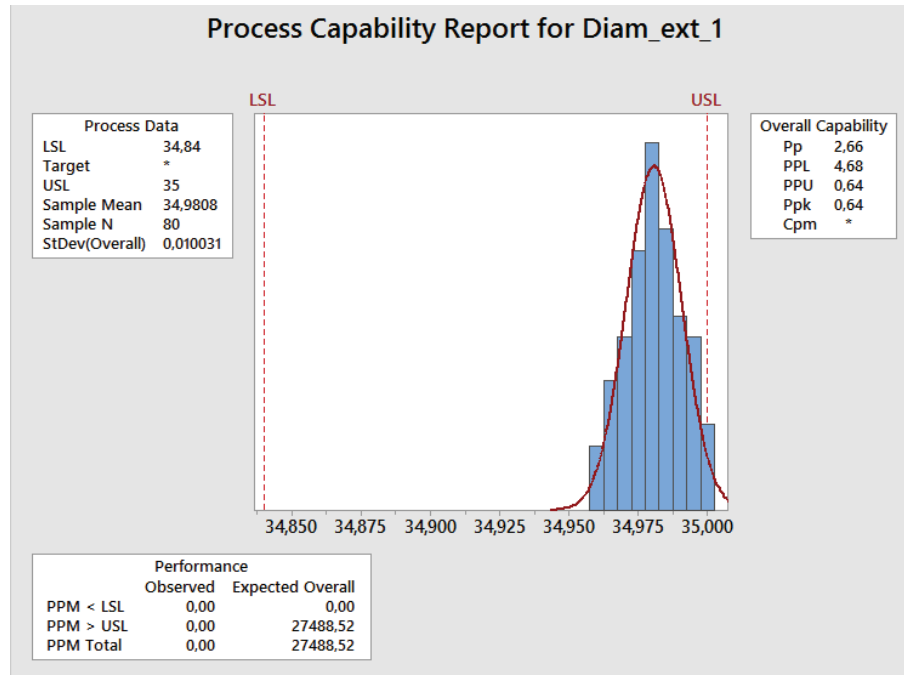 Process Capability Report for Diam_ext_1
LSL USL
Process Data
LSL 34,84
Target *
USL 35
Sample Mean 34,9808
Sample N 80
StDev(Overall) 0,010031
Overall Capability
Pp 2,66
PPL 4,68
PPU 0,64
Ppk 0,64
Cpm *
34,850 34,875 34,900 34,925 34,950 34,975 35,000
Performance
Observed Expected Overall
PPM < LSL 0,00 0,00
PPM > USL 0,00 27488,52
PPM Total 0,00 27488,52